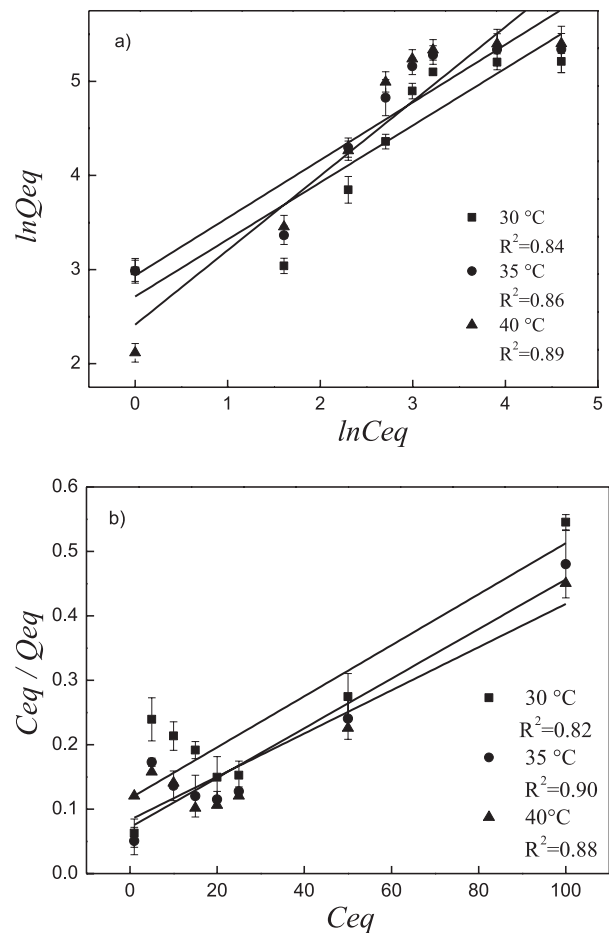 a)
lnQeq
5
4
3
2
30 °C
R²=0.84
35 °C
R²=0.86
40 °C
R²=0.89
0
1
2
3
4
5
lnCeq
b)
Ceq / Qeq
0.6
0.5
0.4
0.3
0.2
0.1
0.0
30 °C
R²=0.82
35 °C
R²=0.90
40°C
R²=0.88
0
20
40
60
80
100
Ceq